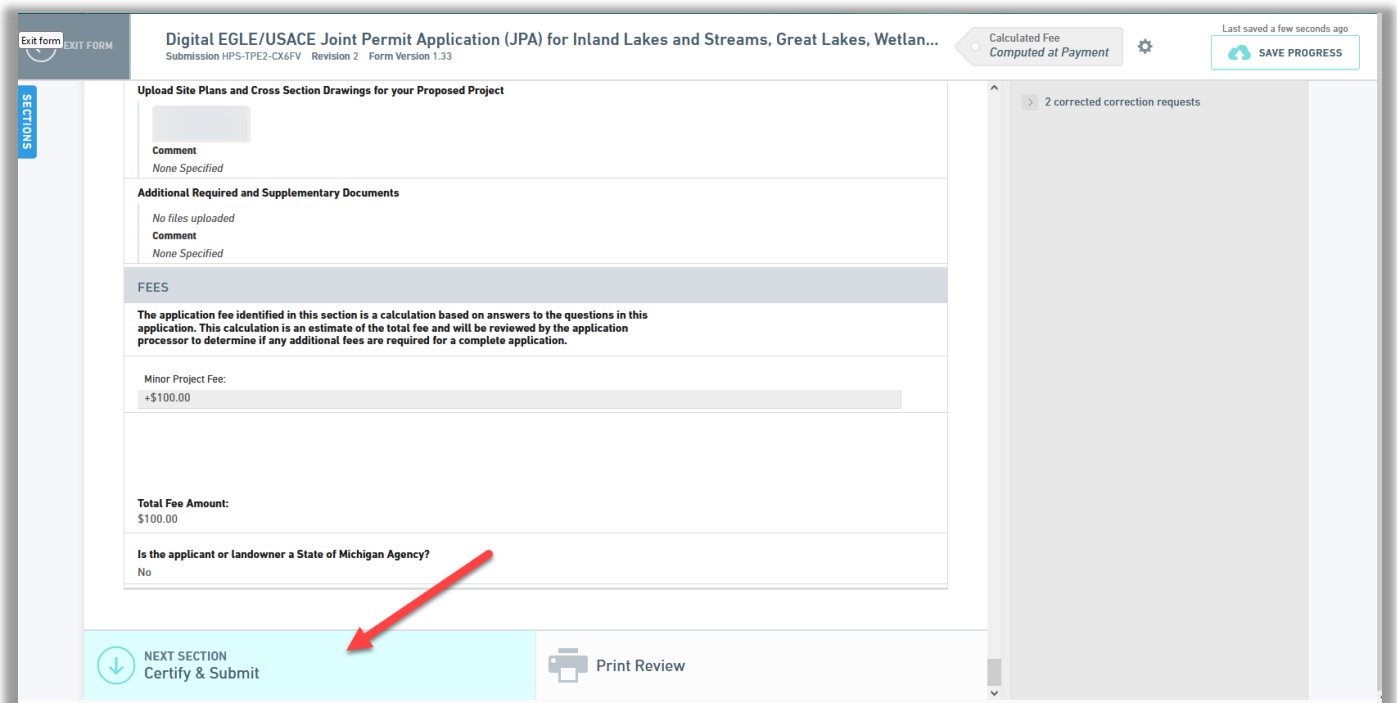 Exit form
EXIT FORM
Digital EGLE/USACE Joint Permit Application (JPA) for Inland Lakes and Streams, Great Lakes, Wetlan...
Submission HPS-TPE2-CX6FV Revision 2 Form Version 1.33
Calculated Fee
Computed at Payment
Last saved a few seconds ago
SAVE PROGRESS
SECTIONS
Upload Site Plans and Cross Section Drawings for your Proposed Project
Comment
None Specified
Additional Required and Supplementary Documents
No files uploaded
Comment
None Specified
FEES
The application fee identified in this section is a calculation based on answers to the questions in this
application. This calculation is an estimate of the total fee and will be reviewed by the application
processor to determine if any additional fees are required for a complete application.
Minor Project Fee:
+$100.00
Total Fee Amount:
$100.00
Is the applicant or landowner a State of Michigan Agency?
No
NEXT SECTION
Certify & Submit
Print Review
2 corrected correction requests